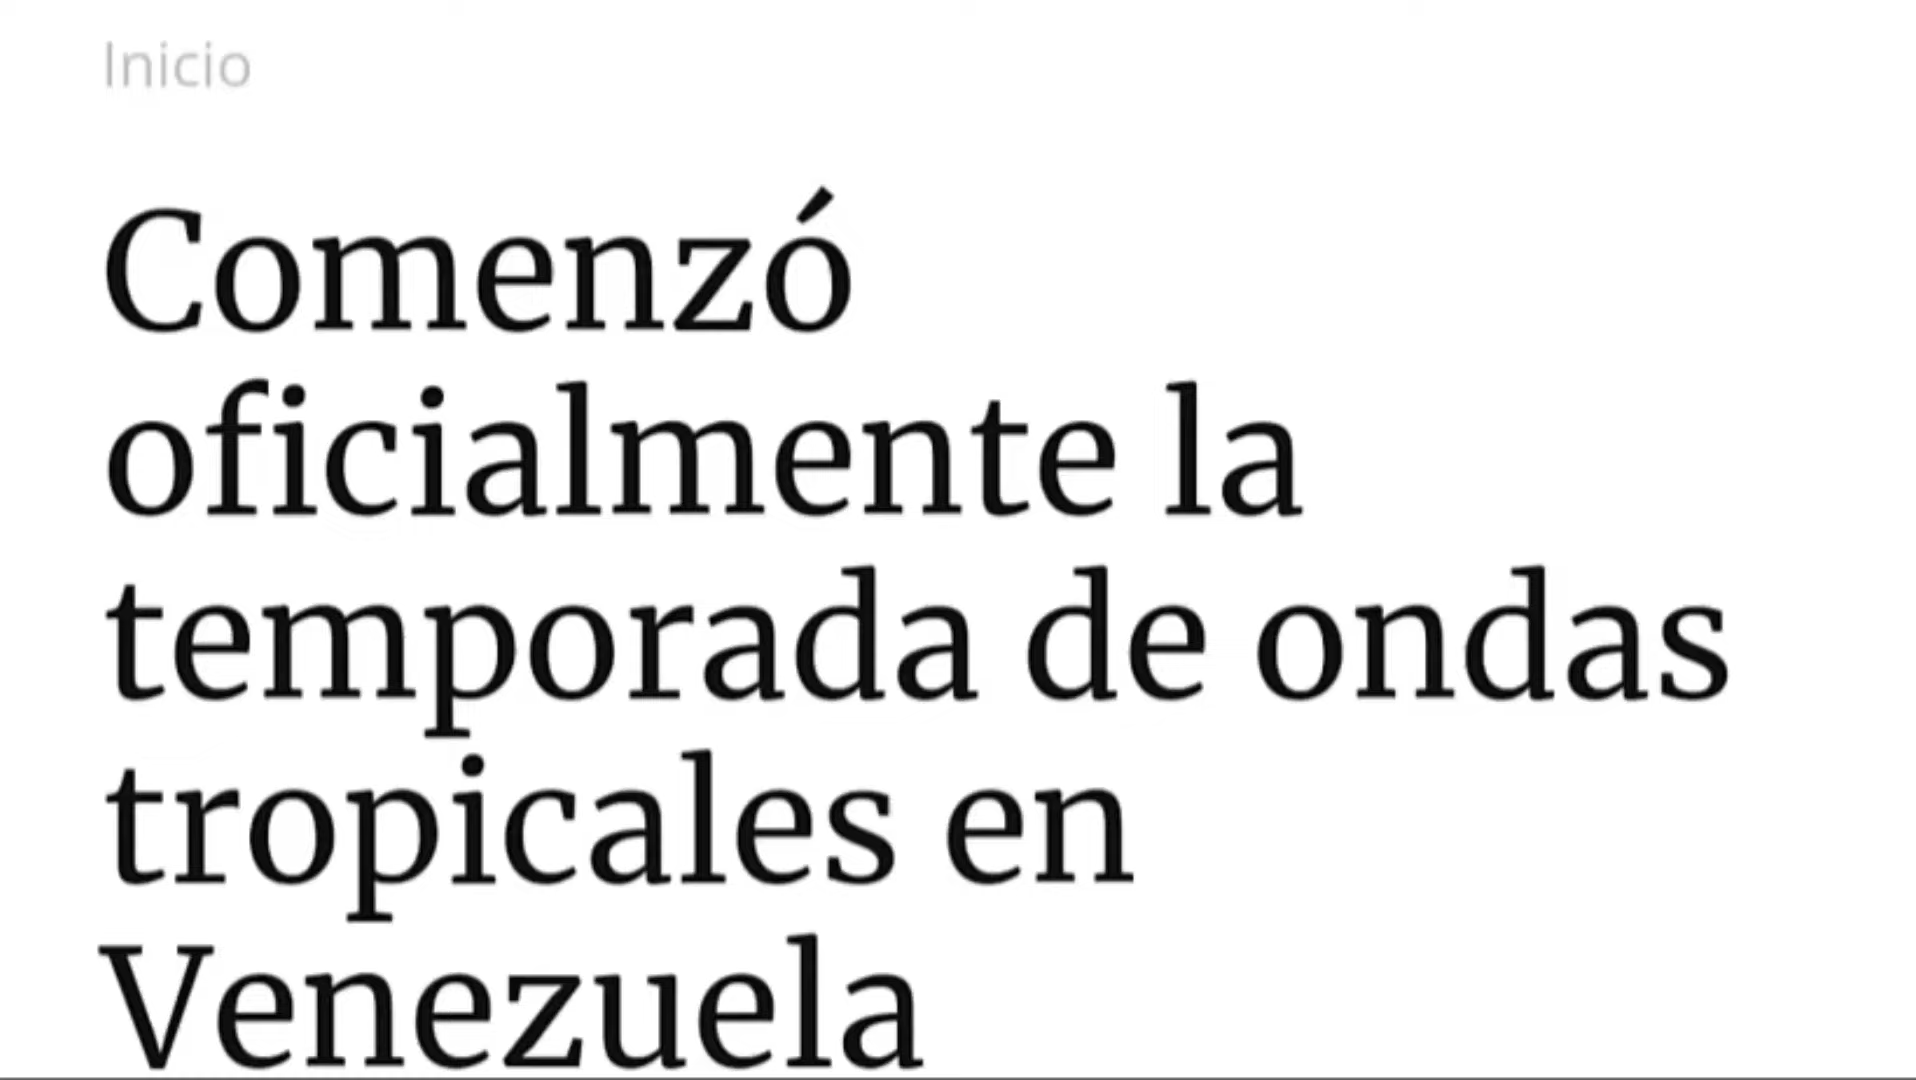 Inicio
Comenzó
oficialmente la
temporada de ondas
tropicales en
Venezuela